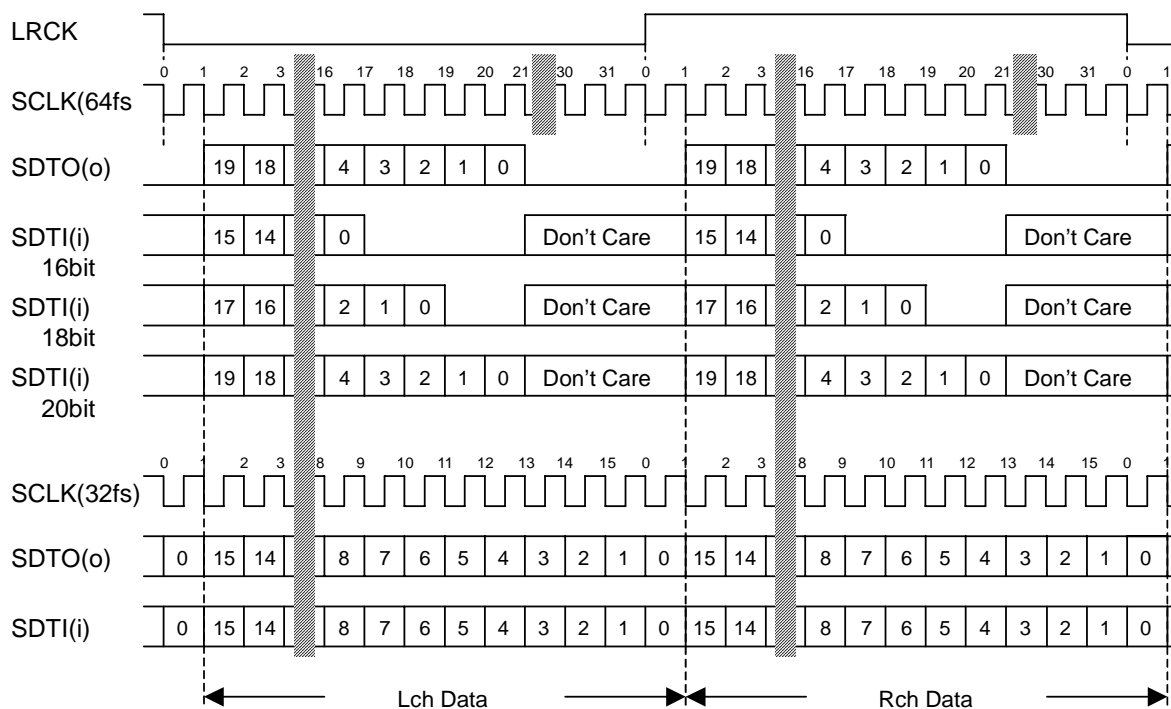 LRCK
0 1 2 3 16 17 18 19 20 21 30 31 0 1 2 3 16 17 18 19 20 21 30 31 0 1
SCLK(64fs
SDTO(o) 19 18 4 3 2 1 0 19 18 4 3 2 1 0
SDTI(i) 15 14 0 Don't Care 15 14 0 Don't Care
16bit
SDTI(i) 17 16 2 1 0 Don't Care 17 16 2 1 0 Don't Care
18bit
SDTI(i) 19 18 4 3 2 1 0 Don't Care 19 18 4 3 2 1 0 Don't Care
20bit
0 1 2 3 8 9 10 11 12 13 14 15 0 1 2 3 8 9 10 11 12 13 14 15 0 1
SCLK(32fs)
SDTO(o) 0 15 14 8 7 6 5 4 3 2 1 0 15 14 8 7 6 5 4 3 2 1 0
SDTI(i) 0 15 14 8 7 6 5 4 3 2 1 0 15 14 8 7 6 5 4 3 2 1 0
Lch Data Rch Data